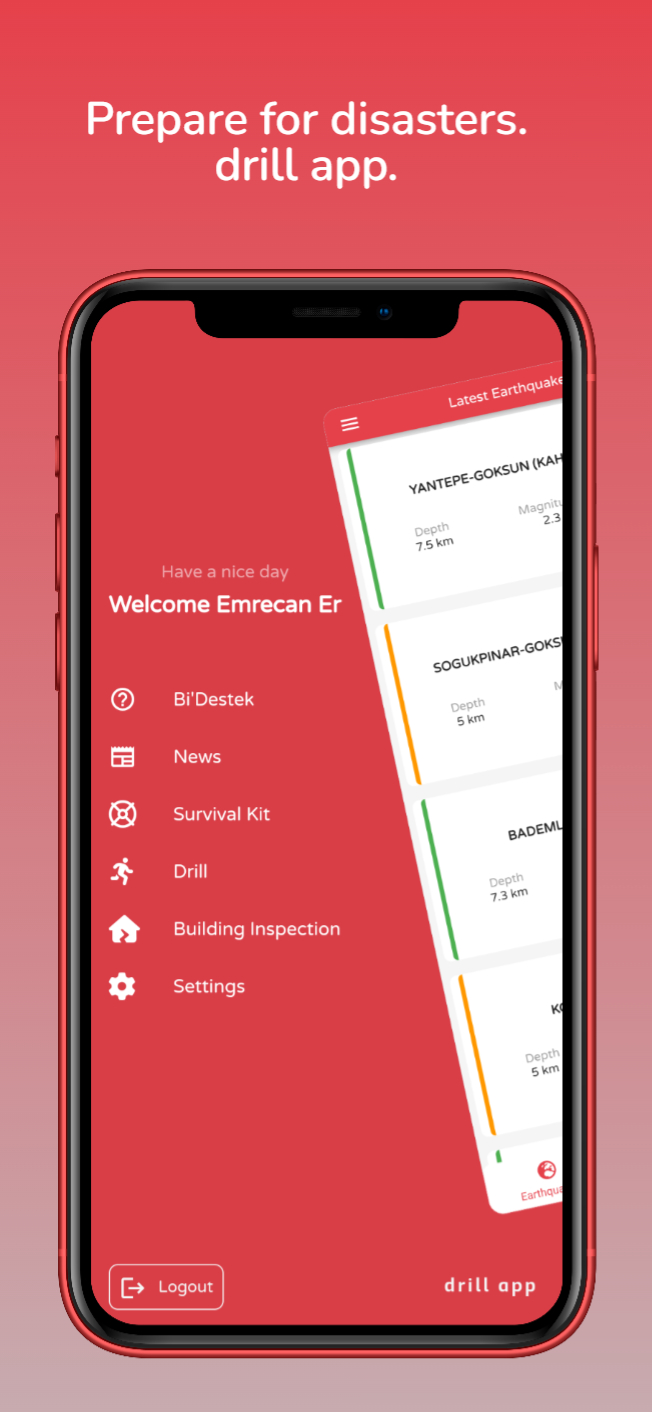 Prepare for disasters.
drill app.
Latest Earthquake
YANTEPE-GOKSUN (KAH
Depth
7.5 km
Magnitu
2.3
Have a nice day
Welcome Emrecan Er
SOGUKPINAR-GOKS
Depth
5 km
M
Bi'Destek
News
Survival Kit
Drill
Building Inspection
Settings
BADEML
Depth
7.3 km
Depth
5 km
Earthqua
Logout
drill app